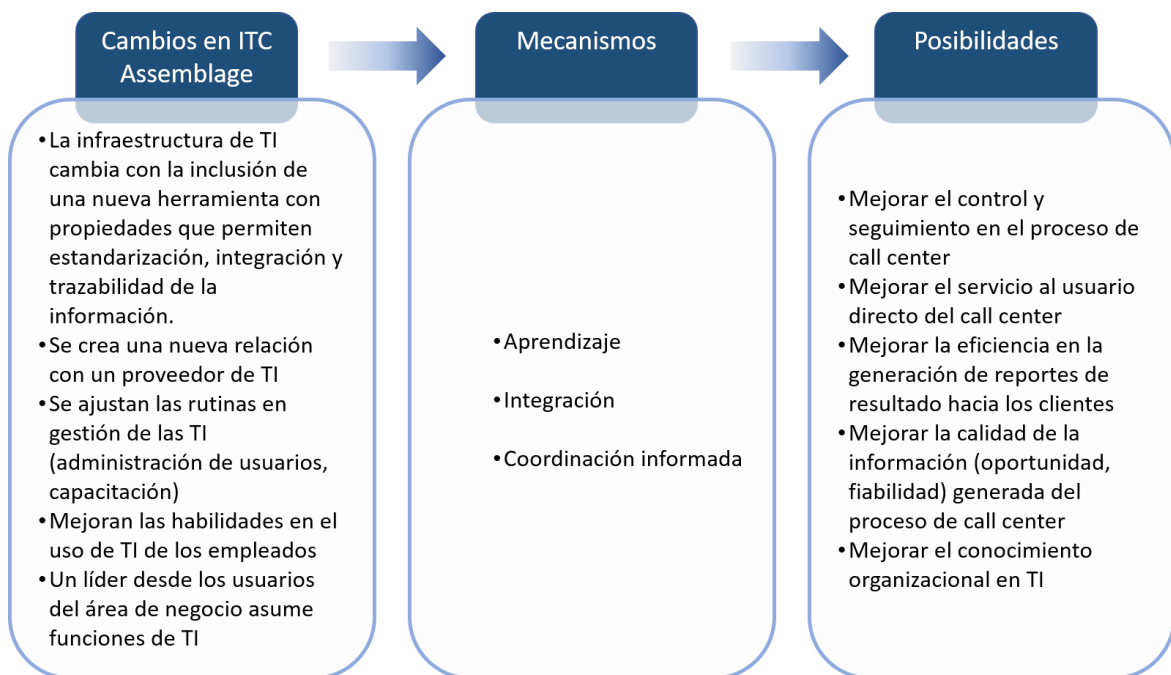 Cambios en ITC
Assemblage
•La infraestructura de TI
cambia con la inclusión de
una nueva herramienta con
propiedades que permiten
estandarización, integración y
trazabilidad de la
información.
•Se crea una nueva relación
con un proveedor de TI
•Se ajustan las rutinas en
gestión de las TI
(administración de usuarios,
capacitación)
•Mejoran las habilidades en el
uso de TI de los empleados
•Un líder desde los usuarios
del área de negocio asume
funciones de TI
Mecanismos
•Aprendizaje
•Integración
•Coordinación informada
Posibilidades
•Mejorar el control y
seguimiento en el proceso de
call center
•Mejorar el servicio al usuario
directo del call center
•Mejorar la eficiencia en la
generación de reportes de
resultado hacia los clientes
•Mejorar la calidad de la
información (oportunidad,
fiabilidad) generada del
proceso de call center
•Mejorar el conocimiento
organizacional en TI